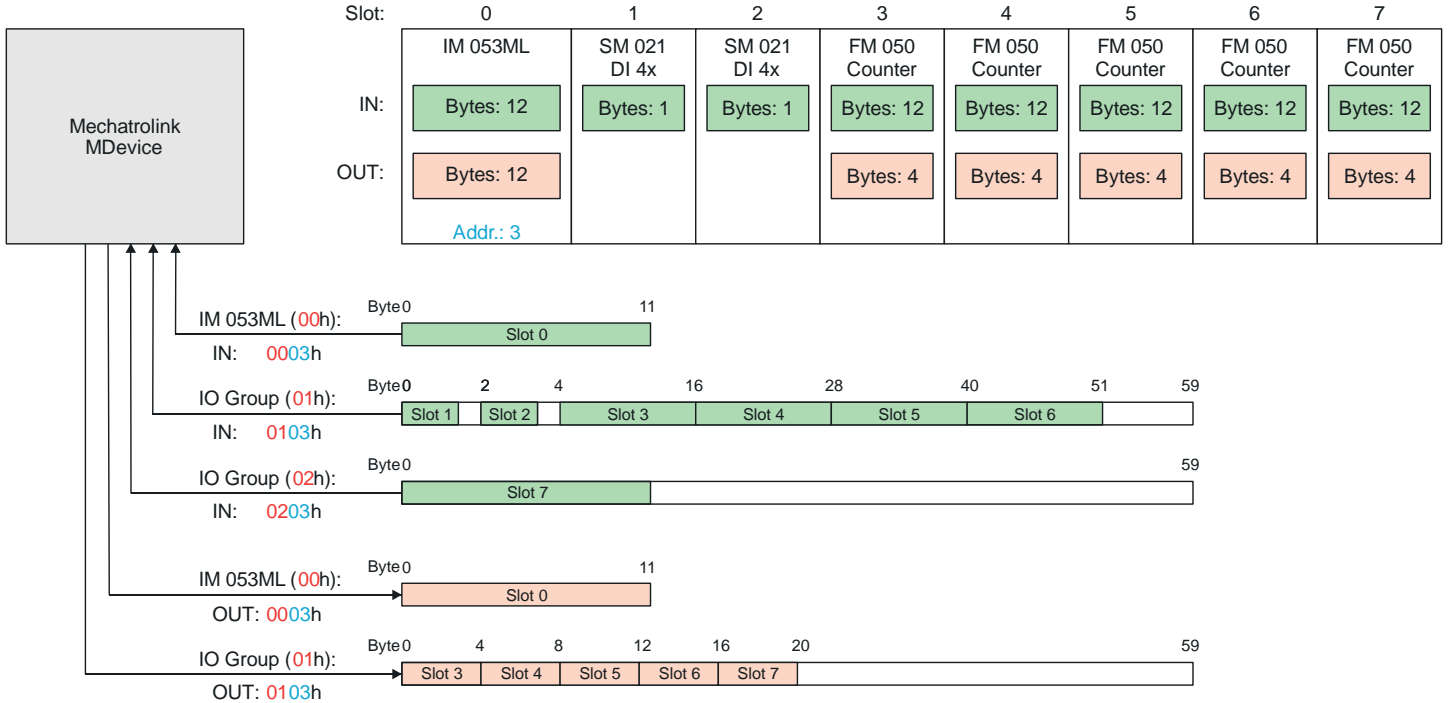 Slot: 0 1 2 3 4 5 6 7
IM 053ML SM 021 SM 021 FM 050 FM 050 FM 050 FM 050 FM 050
DI 4x DI 4x Counter Counter Counter Counter Counter
IN: Bytes: 12 Bytes: 1 Bytes: 1 Bytes: 12 Bytes: 12 Bytes: 12 Bytes: 12 Bytes: 12
Mechatrolink
MDevice
OUT: Bytes: 12 Bytes: 4 Bytes: 4 Bytes: 4 Bytes: 4 Bytes: 4
Addr.: 3
Byte 0 11
IM 053ML (00h):
Slot 0
IN: 0003h
Byte 0 2 4 16 28 40 51 59
IO Group (01h):
Slot 1 Slot 2 Slot 3 Slot 4 Slot 5 Slot 6
IN: 0103h
Byte 0 59
IO Group (02h):
Slot 7
IN: 0203h
Byte 0 11
IM 053ML (00h):
Slot 0
OUT: 0003h
Byte 0 4 8 12 16 20 59
IO Group (01h):
Slot 3 Slot 4 Slot 5 Slot 6 Slot 7
OUT: 0103h